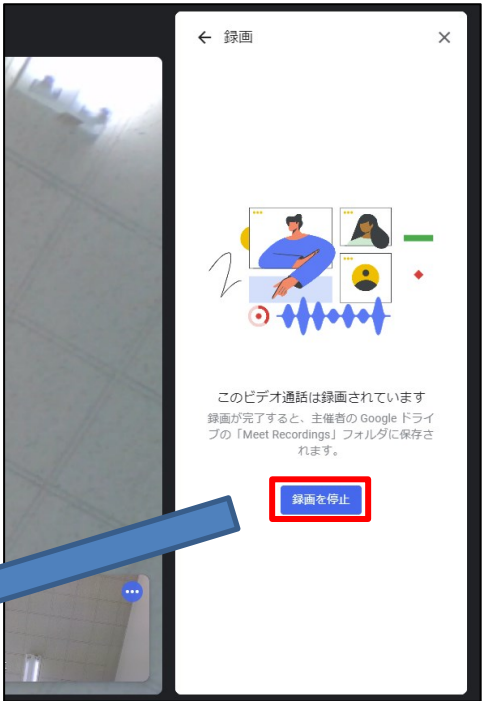 録画
このビデオ通話は録画されています
録画が完了すると、主催者の Google ドライ
ブの「Meet Recordings」フォルダに保存さ
れます。
録画を停止